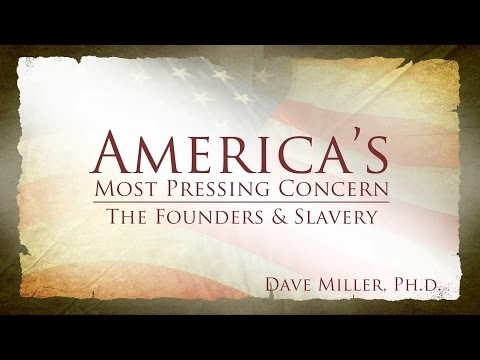 AMERICA'S
MOST PRESSING CONCERN
THE FOUNDERS & SLAVERY
DAVE MILLER, PH.D.